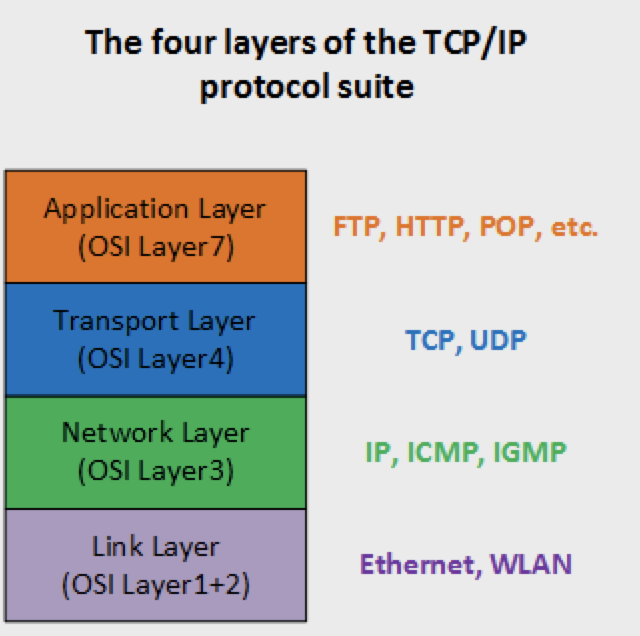 The four layers of the TCP/IP
protocol suite
Application Layer
(OSI Layer7)
FTP, HTTP, POP, etc.
Transport Layer
(OSI Layer4)
TCP, UDP
Network Layer
(OSI Layer3)
IP, ICMP, IGMP
Link Layer
(OSI Layer1+2)
Ethernet, WLAN